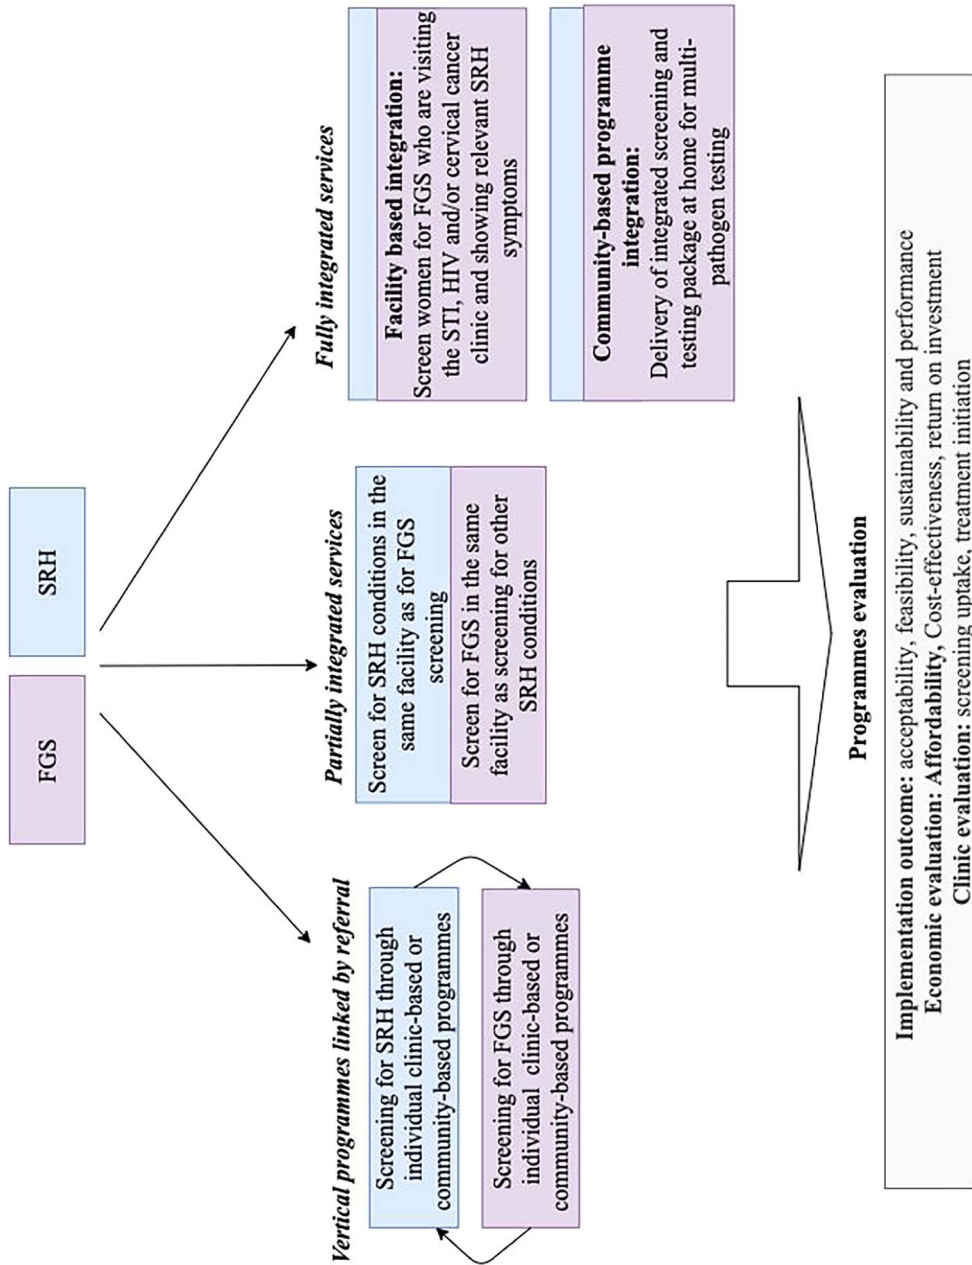 FGS
SRH
Vertical programmes linked by referral
Screening for SRH through
individual clinic-based or
community-based programmes
Screening for FGS through
individual clinic-based or
community-based programmes
Partially integrated services
Screen for SRH conditions in the
same facility as for FGS
screening
Screen for FGS in the same
facility as screening for other
SRH conditions
Fully integrated services
Facility based integration:
Screen women for FGS who are visiting
the STI, HIV and/or cervical cancer
clinic and showing relevant SRH
symptoms
Community-based programme
integration:
Delivery of integrated screening and
testing package at home for multi-
pathogen testing
Programmes evaluation
Implementation outcome: acceptability, feasibility, sustainability and performance
Economic evaluation: Affordability, Cost-effectiveness, return on investment
Clinic evaluation: screening uptake, treatment initiation